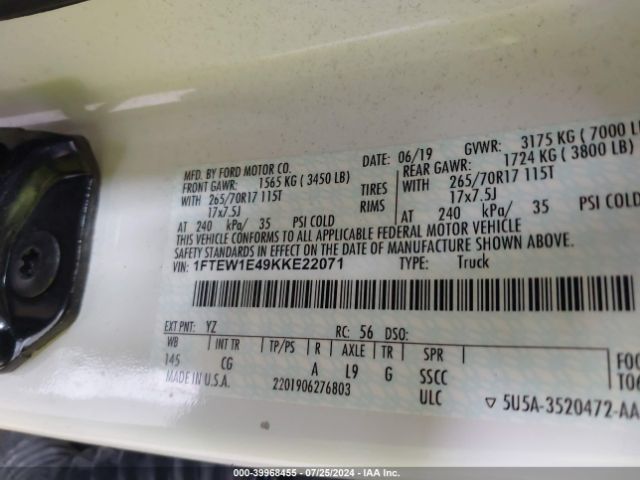 MFD. BY FORD MOTOR CO.
DATE: 06/19 GVWR: 3175 KG ( 7000 L
FRONT GAWR: 1565 KG ( 3450 LB)
REAR GAWR: 1724 KG ( 3800 LB)
WITH 265/70R17 115T TIRES WITH 265/70R17 115T
17x7.5J RIMS 17x7.5J
AT 240 kPa/ 35 PSI COLD AT 240 kPa/ 35 PSI COL
THIS VEHICLE CONFORMS TO ALL APPLICABLE FEDERAL MOTOR VEHICLE
SAFETY STANDARDS IN EFFECT ON THE DATE OF MANUFACTURE SHOWN ABOVE.
VIN: 1FTEW1E49KKE22071 TYPE: Truck
EXT PNT: YZ RC: 56 DSO:
WB INT TR TP/PS R AXLE TR SPR
145 CG A L9 G SSCC
MADE IN U.S.A. 2201906276803 ULC
FOC
TO6
▽ 5U5A-3520472-AA
000-39968455 - 07/25/2024 - IAA Inc.